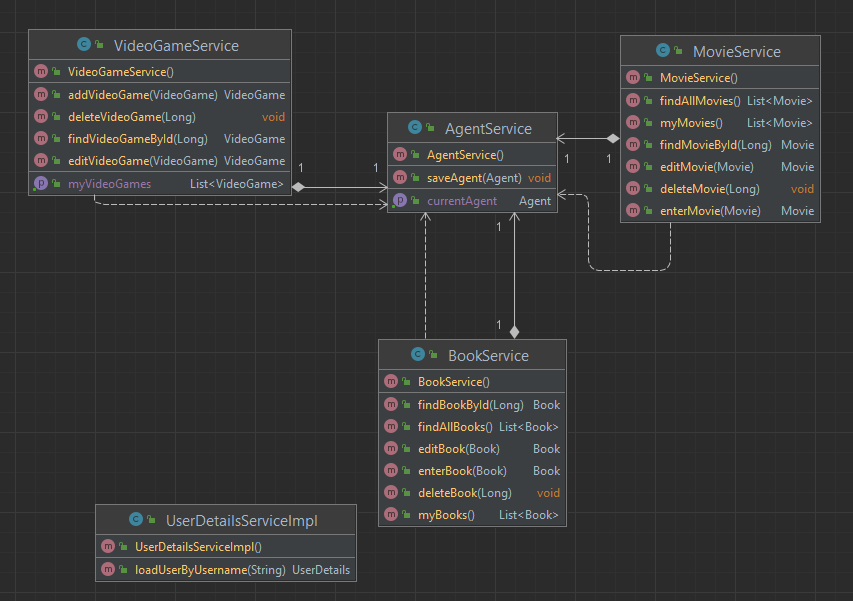 VideoGameService
VideoGameService()
addVideoGame(VideoGame) VideoGame
deleteVideoGame(Long) void
findVideoGameById(Long) VideoGame
editVideoGame(VideoGame) VideoGame
myVideoGames List<VideoGame>
1
1
AgentService
AgentService()
saveAgent(Agent) void
currentAgent Agent
MovieService
MovieService()
findAllMovies() List<Movie>
myMovies() List<Movie>
findMovieById(Long) Movie
editMovie(Movie) Movie
deleteMovie(Long) void
enterMovie(Movie) Movie
1
1
1
1
BookService
BookService()
findBookById(Long) Book
findAllBooks() List<Book>
editBook(Book) Book
enterBook(Book) Book
deleteBook(Long) void
myBooks() List<Book>
UserDetailsServiceImpl
UserDetailsServiceImpl()
loadUserByUsername(String) UserDetails